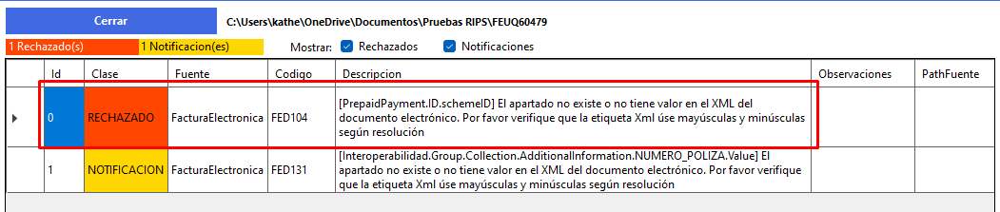 Cerrar
C:\Users\kathe\OneDrive\Documentos\Pruebas RIPS\FEUQ60479
1 Rechazado(s)
1 Notificacion(es)
Mostrar:
Rechazados
Notificaciones
Id
Clase
Fuente
Codigo
Descripcion
Observaciones
PathFuente
0
RECHAZADO
FacturaElectronica
FED104
[PrepaidPayment.ID.schemeID] El apartado no existe o no tiene valor en el XML del
documento electrónico. Por favor verifique que la etiqueta Xml úse mayúsculas y minúsculas
según resolución
1
NOTIFICACION
FacturaElectronica
FED131
[Interoperabilidad.Group.Collection.AdditionalInformation.NUMERO_POLIZA.Value] El
apartado no existe o no tiene valor en el XML del documento electrónico. Por favor verifique
que la etiqueta Xml úse mayúsculas y minúsculas según resolución